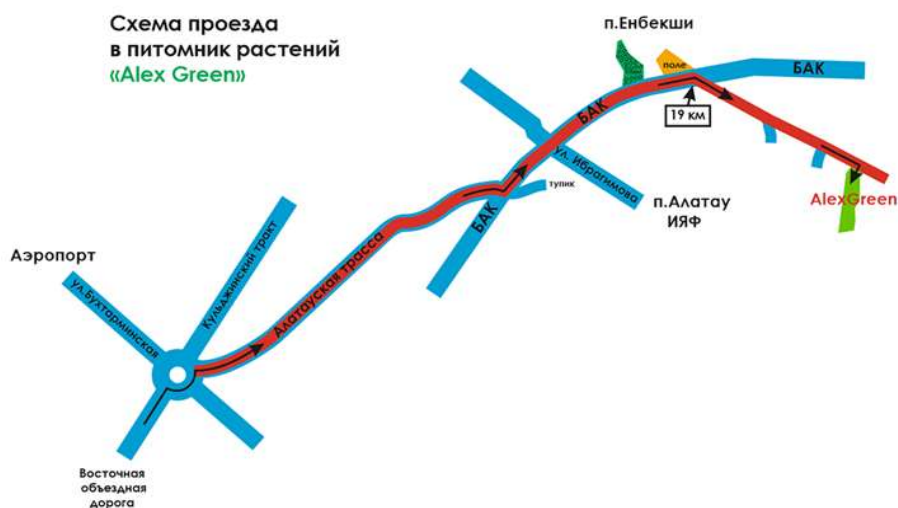 Схема проезда
в питомник растений
«Alex Green»
п.Енбекши
поле
БАК
БАК
19 км
ул. Ибрагимова
тупик
AlexGreen
п.Алатау
ИЯФ
БАК
Кульджинский тракт
Алатауская трасса
Аэропорт
ул.Бухтарминская
Восточная
объездная
дорога